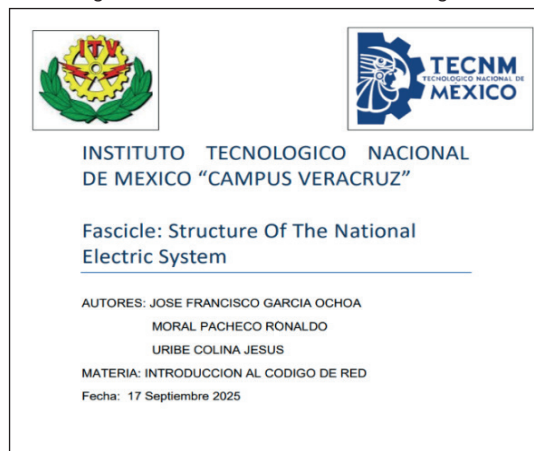 ITV
TECNM
TECNOLOGICO NACIONAL DE
MEXICO
INSTITUTO TECNOLOGICO NACIONAL
DE MEXICO “CAMPUS VERACRUZ”
Fascicle: Structure Of The National
Electric System
AUTORES: JOSE FRANCISCO GARCIA OCHOA
MORAL PACHECO RONALDO
URIBE COLINA JESUS
MATERIA: INTRODUCCION AL CODIGO DE RED
Fecha: 17 Septiembre 2025